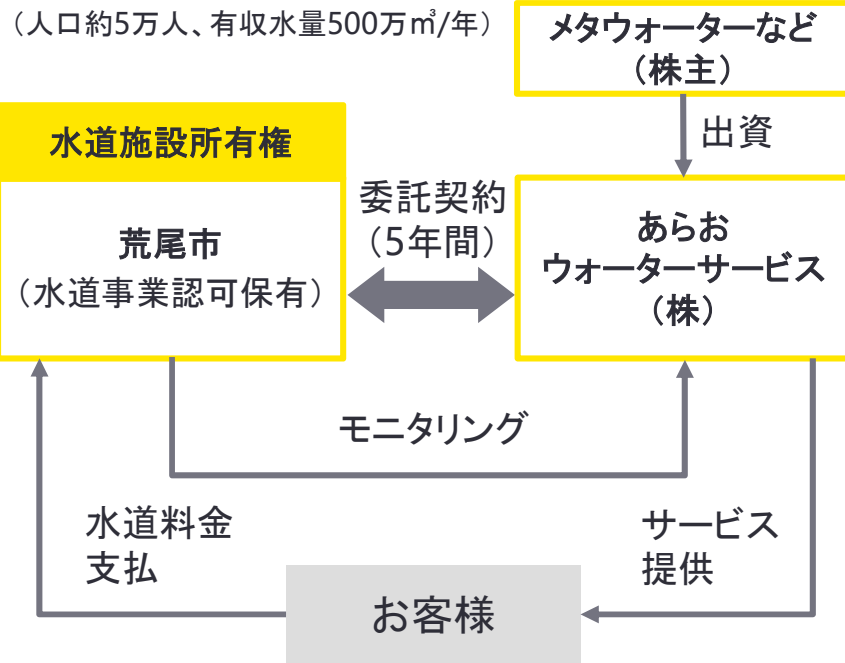 （人口約5万人、有収水量500万㎥/年）
メタウォーターなど
（株主）
出資
水道施設所有権
荒尾市
（水道事業認可保有）
委託契約
（5年間）
あらお
ウォーターサービス
（株）
モニタリング
水道料金
支払
サービス
提供
お客様